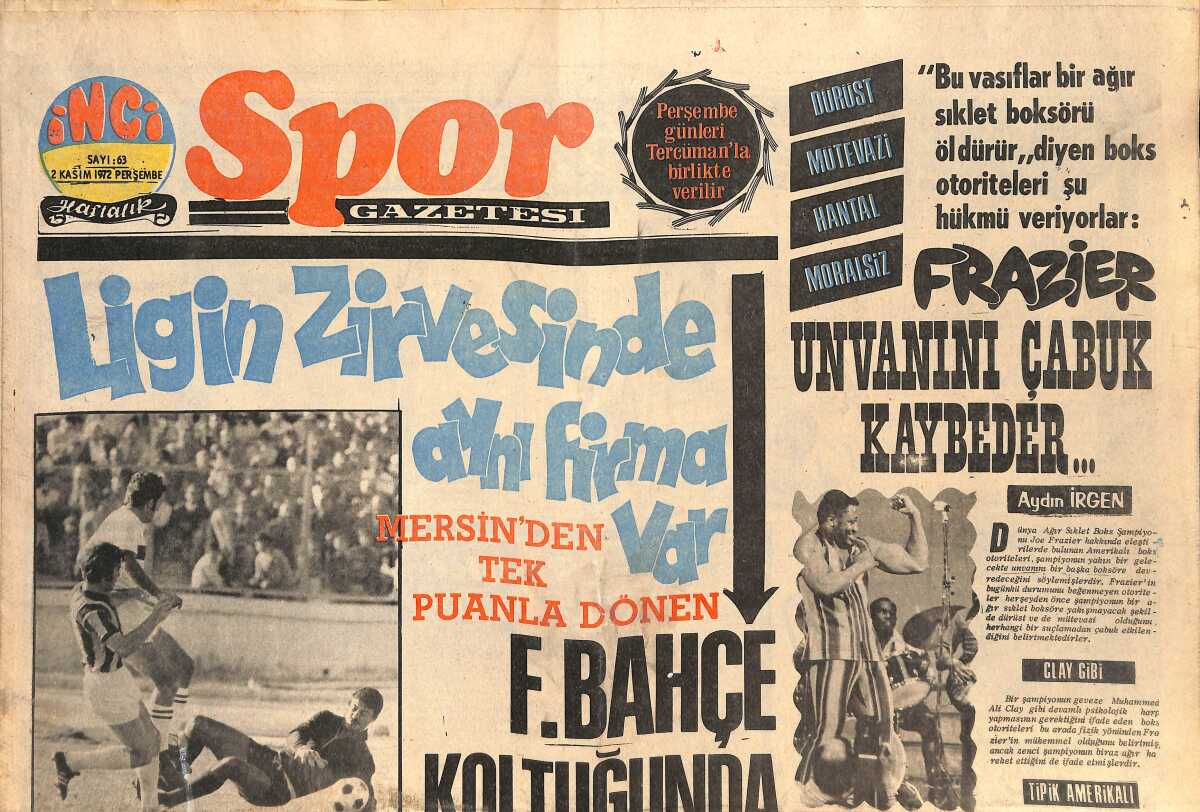 inci
SAYI: 63
2 KASIM 1972 PERŞEMBE
Haftalık
Spor
GAZETESI
Perşembe
günleri
Tercüman'la
birlikte
verilir
DÜRÜST
MÜTEVAZİ
HANTAL
MORALSİZ
"Bu vasıflar bir ağır
sıklet boksörü
öldürür,, diyen boks
otoriteleri şu
hükmü veriyorlar:
FRAZİER
UNVANINI ÇABUK
KAYBEDER...
Ligin Zirvesinde
aynı firma
var
MERSİN'DEN
TEK
PUANLA DÖNEN
F.BAHÇE
KOLTUĞUNDA
Aydın İRGEN
Dünya Ağır Sıklet Boks Şampiyo-
nu Joe Frazier hakkında eleşti -
rilerde bulunan Amerikalı boks
otoriteleri, şampiyonun yakın bir gele-
cekte unvanını bir başka boksöre dev-
redeceğini söylemişlerdir. Frazier'in
bugünkü durumunu beğenmeyen otorite-
ler herşeyden önce şampiyonun bir a-
ğır sıklet boksöre yakışmayacak şekil-
de dürüst ve de mütevazi olduğunu,
herhangi bir suçlamadan çabuk etkilen-
diğini belirtmektedirler.
CLAY GİBİ
Bir şampiyonun geveze Muhammed
Ali Clay gibi devamlı psikolojik harp
yapmasının gerektiğini ifade eden boks
otoriteleri bu arada fizik yönünden Fra
zier'in mükemmel olduğunu belirtmiş,
ancak zenci şampiyonun biraz ağır ha
reket ettiğini de ifade etmişlerdir.
TİPİK AMERİKALI